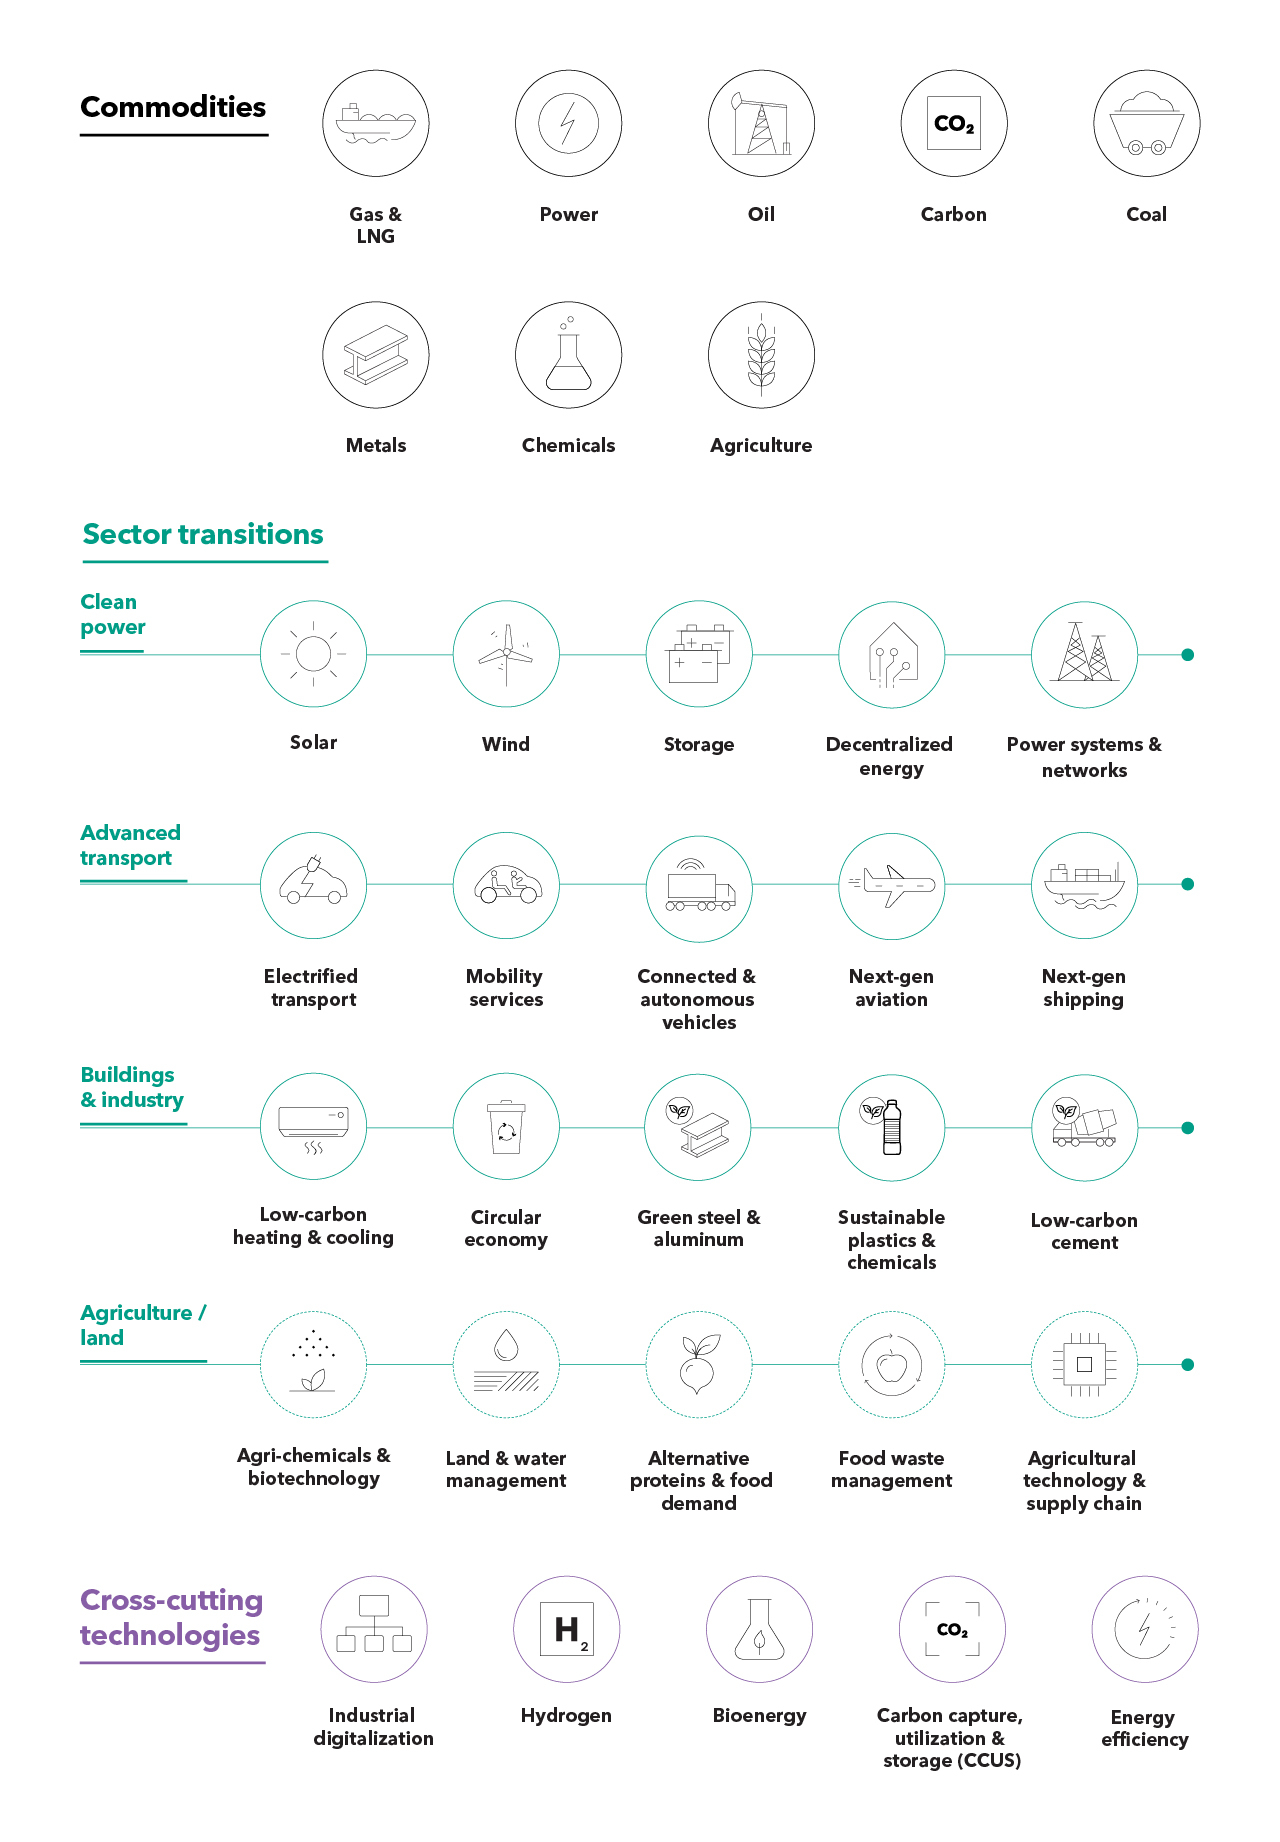 Commodities
CO2
Gas &
LNG
Power
Oil
Carbon
Coal
Metals
Chemicals
Agriculture
Sector transitions
Clean
power
Solar
Wind
Storage
Decentralized
energy
Power systems &
networks
Advanced
transport
Electrified
transport
Mobility
services
Connected &
autonomous
vehicles
Next-gen
aviation
Next-gen
shipping
Buildings
& industry
Low-carbon
heating & cooling
Circular
economy
Green steel &
aluminum
Sustainable
plastics &
chemicals
Low-carbon
cement
Agriculture /
land
Agri-chemicals &
biotechnology
Land & water
management
Alternative
proteins & food
demand
Food waste
management
Agricultural
technology &
supply chain
Cross-cutting
technologies
H2
CO2
Industrial
digitalization
Hydrogen
Bioenergy
Carbon capture,
utilization &
storage (CCUS)
Energy
efficiency